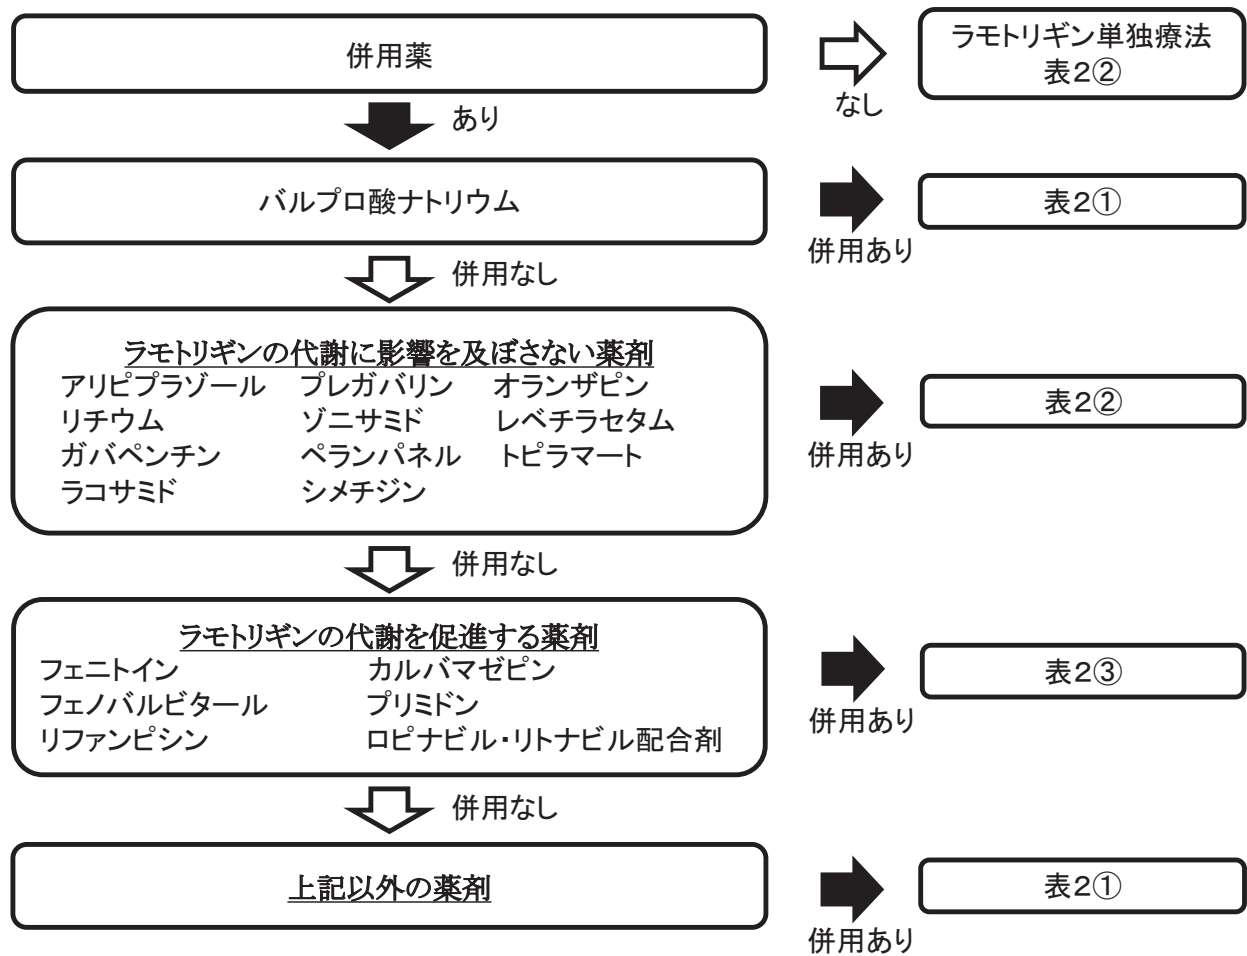 併用薬
なし
ラモトリギン単独療法
表2②
あり
バルプロ酸ナトリウム
併用あり
表2①
併用なし
ラモトリギンの代謝に影響を及ぼさない薬剤
アリピプラゾール プレガバリン オランザピン
リチウム ゾニサミド レベチラセタム
ガバペンチン ペランパネル トピラマート
ラコサミド シメチジン
併用あり
表2②
併用なし
ラモトリギンの代謝を促進する薬剤
フェニトイン カルバマゼピン
フェノバルビタール プリミドン
リファンピシン ロピナビル・リトナビル配合剤
併用あり
表2③
併用なし
上記以外の薬剤
併用あり
表2①